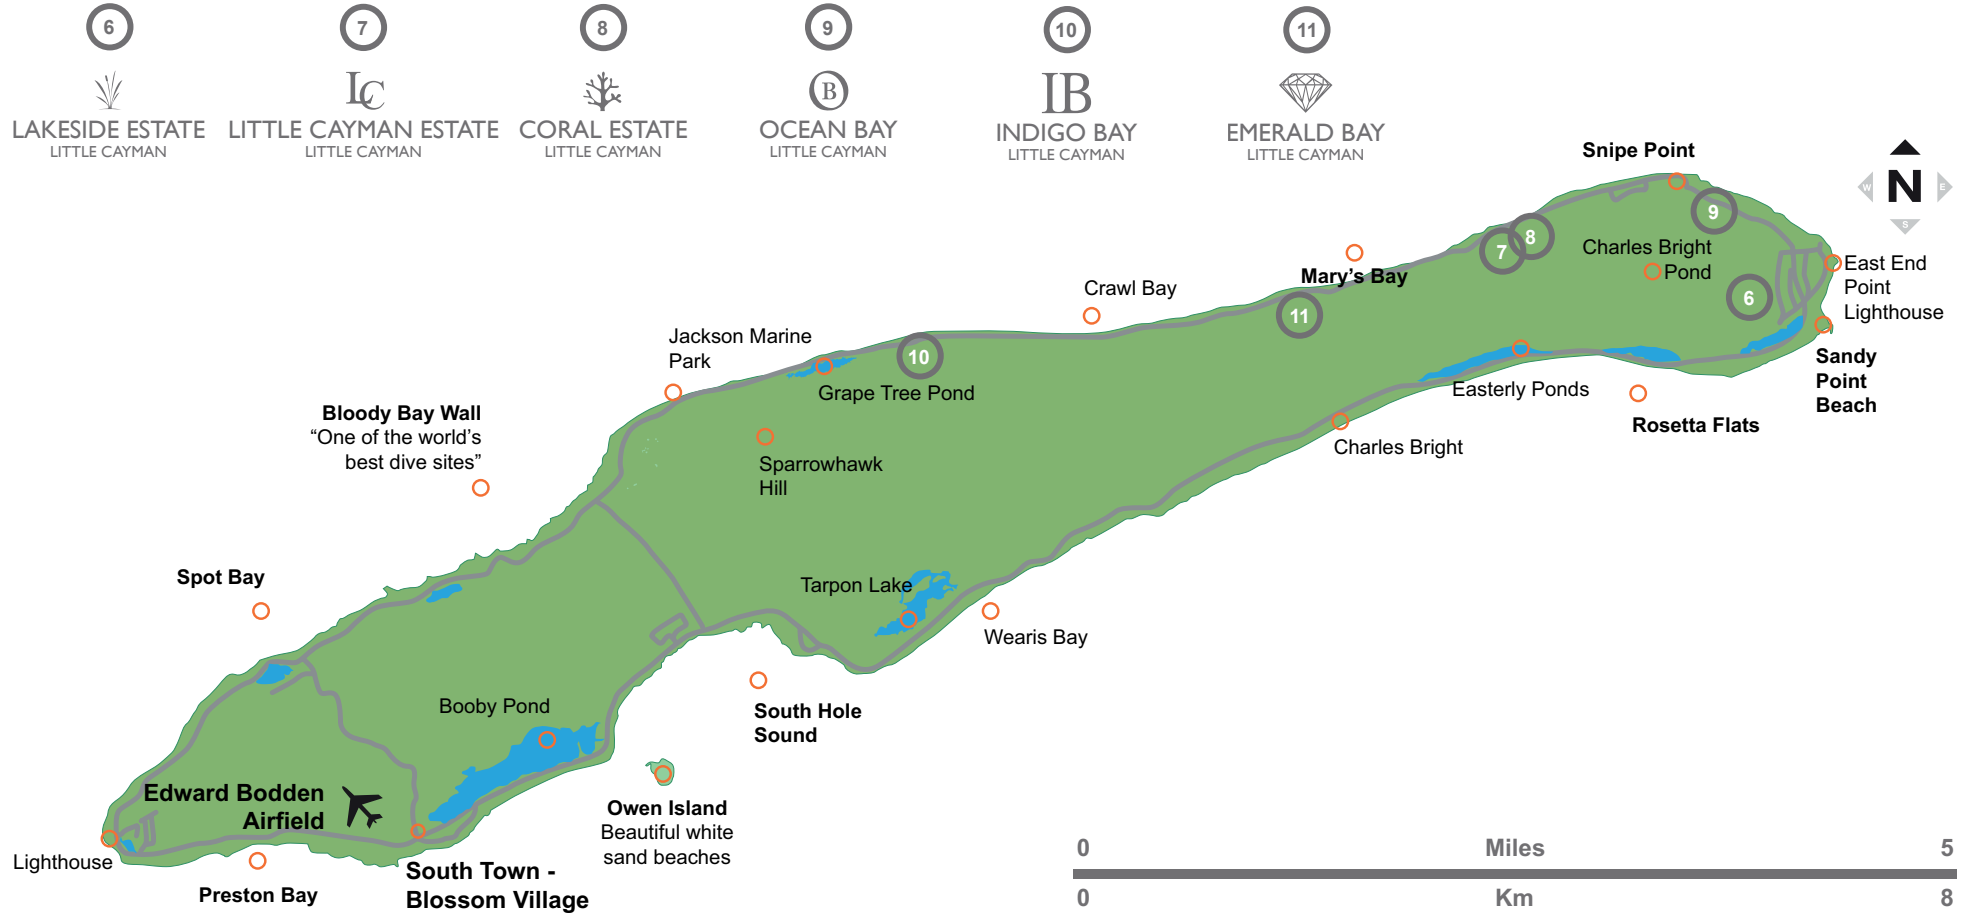 6
7
8
9
10
11
LC
B
IB
LAKESIDE ESTATE
LITTLE CAYMAN
LITTLE CAYMAN ESTATE
LITTLE CAYMAN
CORAL ESTATE
LITTLE CAYMAN
OCEAN BAY
LITTLE CAYMAN
INDIGO BAY
LITTLE CAYMAN
EMERALD BAY
LITTLE CAYMAN
Snipe Point
N
W
E
S
9
8
7
Charles Bright
Pond
East End
Point
Lighthouse
6
Mary's Bay
Crawl Bay
11
Jackson Marine
Park
10
Grape Tree Pond
Sandy
Point
Beach
Easterly Ponds
Rosetta Flats
Charles Bright
Bloody Bay Wall
“One of the world’s
best dive sites”
Sparrowhawk
Hill
Spot Bay
Tarpon Lake
Wearis Bay
Booby Pond
South Hole
Sound
Edward Bodden
Airfield
Owen Island
Beautiful white
sand beaches
Lighthouse
Preston Bay
South Town -
Blossom Village
0 Miles 5
0 Km 8